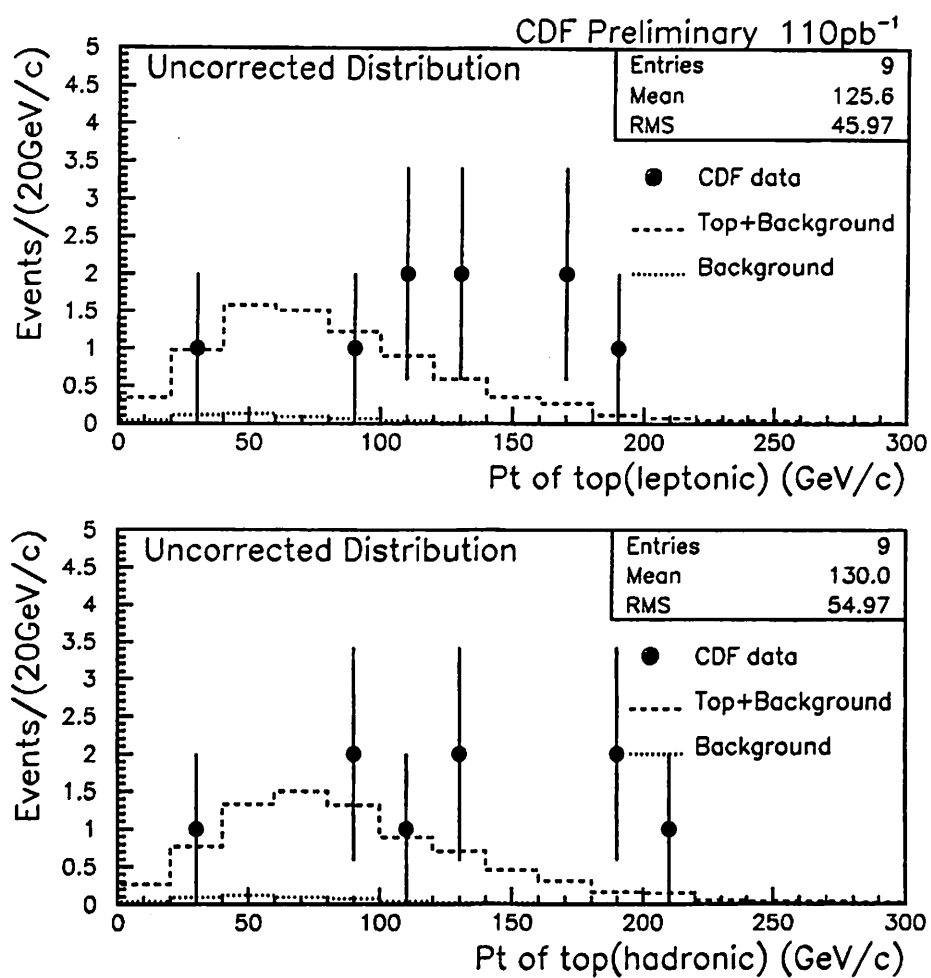 CDF Preliminary 110pb⁻¹
Uncorrected Distribution
Entries 9
Mean 125.6
RMS 45.97
CDF data
Top+Background
Background
Events/(20GeV/c)
5
4.5
4
3.5
3
2.5
2
1.5
1
0.5
0
0 50 100 150 200 250 300
Pt of top(leptonic) (GeV/c)
Uncorrected Distribution
Entries 9
Mean 130.0
RMS 54.97
CDF data
Top+Background
Background
Events/(20GeV/c)
5
4.5
4
3.5
3
2.5
2
1.5
1
0.5
0
0 50 100 150 200 250 300
Pt of top(hadronic) (GeV/c)